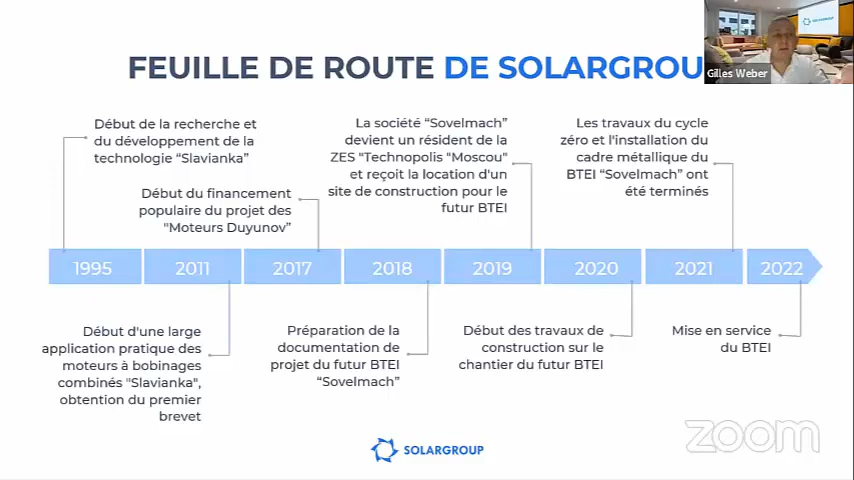 FEUILLE DE ROUTE DE SOLARGROU
SOLARGROUP
Gilles Weber
Début de la recherche et
du développement de la
technologie “Slavianka”
Début du financement
populaire du projet des
"Moteurs Duyunov”
La société “Sovelmach”
devient un résident de la
ZES "Technopolis "Moscou"
et reçoit la location d'un
site de construction pour le
futur BTEI
Les travaux du cycle
zéro et l'installation du
cadre métallique du
BTEI “Sovelmach” ont
été terminés
1995
2011
2017
2018
2019
2020
2021
2022
Début d'une large
application pratique des
moteurs à bobinages
combinés "Slavianka",
obtention du premier
brevet
Préparation de la
documentation de
projet du futur BTEI
“Sovelmach”
Début des travaux de
construction sur le
chantier du futur BTEI
Mise en service
du BTEI
SOLARGROUP
zoom